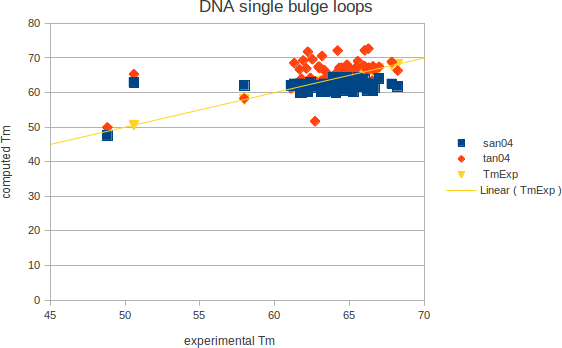 DNA single bulge loops
80
70
60
50
40
30
20
10
0
computed Tm
45 50 55 60 65 70
experimental Tm
san04
tan04
TmExp
Linear ( TmExp )